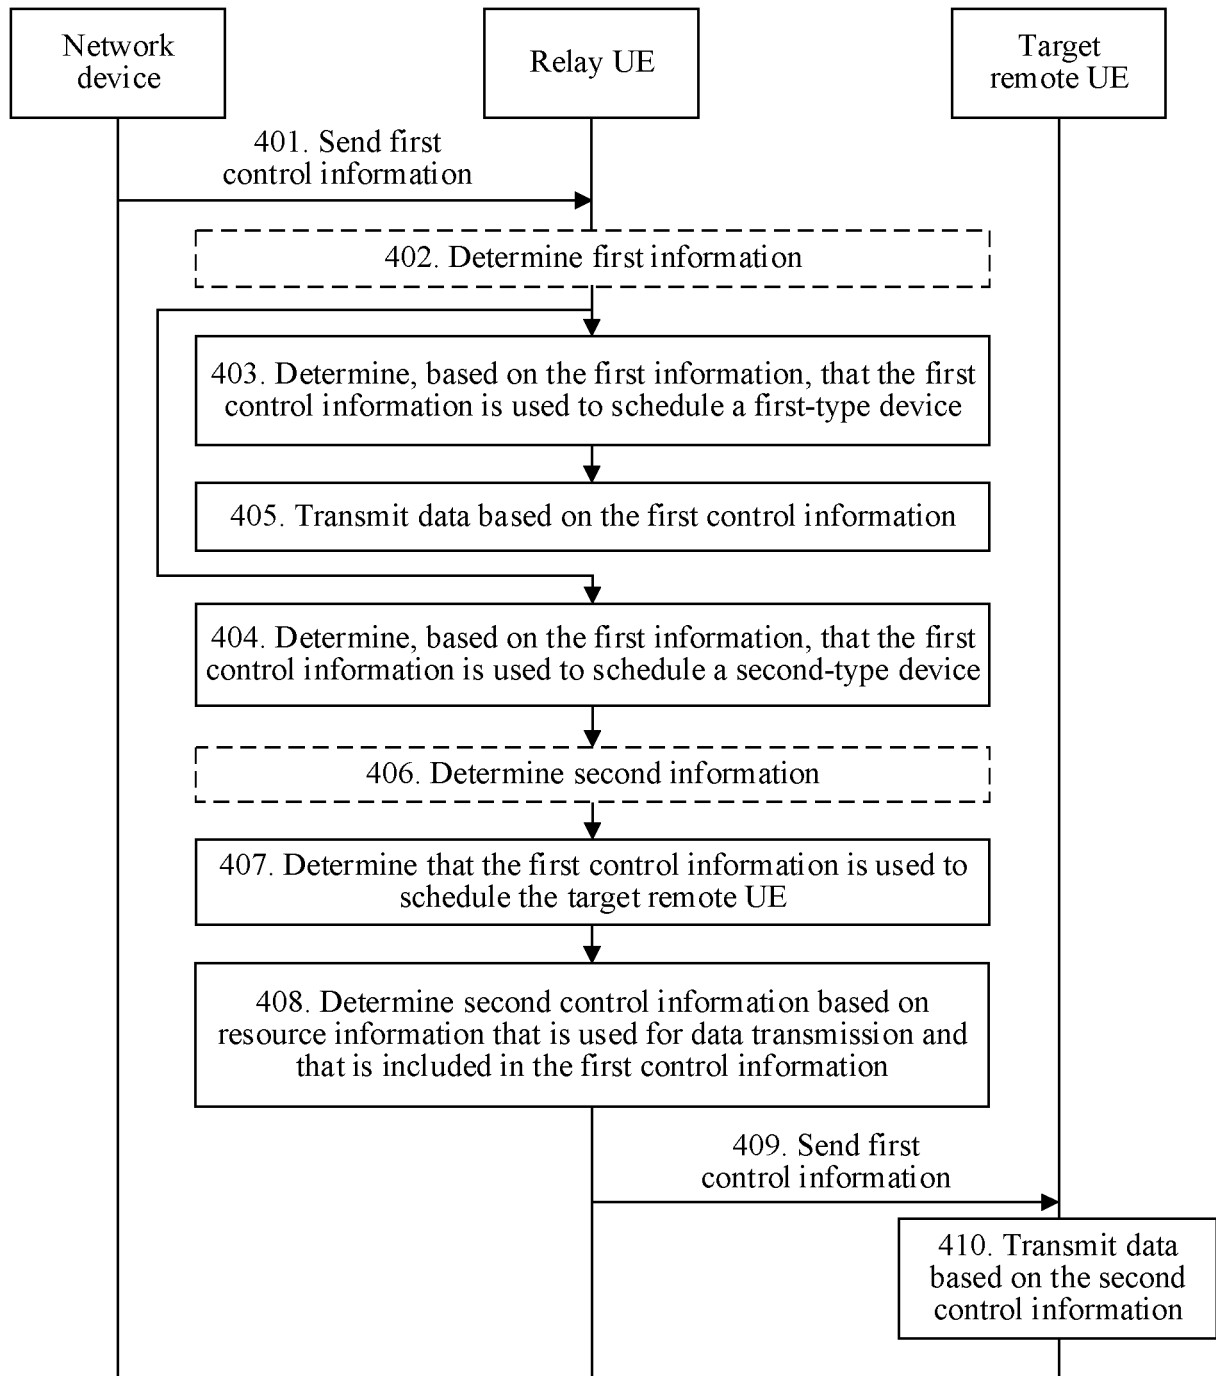 Network
device
Relay UE
Target
remote UE
401. Send first
control information
402. Determine first information
403. Determine, based on the first information, that the first
control information is used to schedule a first-type device
405. Transmit data based on the first control information
404. Determine, based on the first information, that the first
control information is used to schedule a second-type device
406. Determine second information
407. Determine that the first control information is used to
schedule the target remote UE
408. Determine second control information based on
resource information that is used for data transmission and
that is included in the first control information
409. Send first
control information
410. Transmit data
based on the second
control information